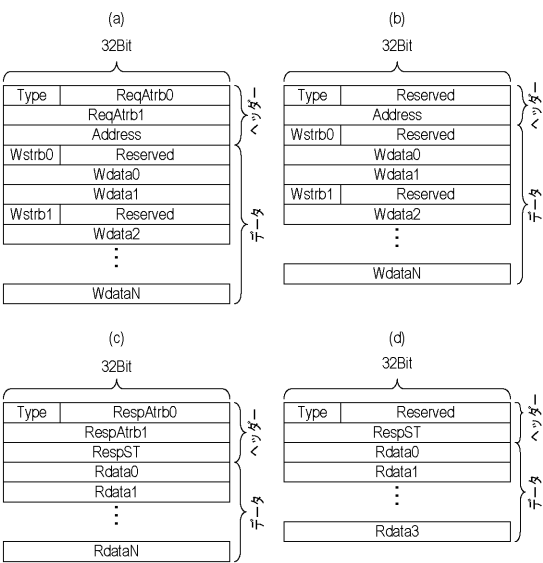 (a)
32Bit
Type ReqAtrb0
ReqAtrb1
Address
Wstrb0 Reserved
Wdata0
Wdata1
Wstrb1 Reserved
Wdata2
⋮
WdataN
ヘッダー
データ
(b)
32Bit
Type Reserved
Address
Wstrb0 Reserved
Wdata0
Wdata1
Wstrb1 Reserved
Wdata2
⋮
WdataN
ヘッダー
データ
(c)
32Bit
Type RespAtrb0
RespAtrb1
RespST
Rdata0
Rdata1
⋮
RdataN
ヘッダー
データ
(d)
32Bit
Type Reserved
RespST
Rdata0
Rdata1
⋮
Rdata3
ヘッダー
データ